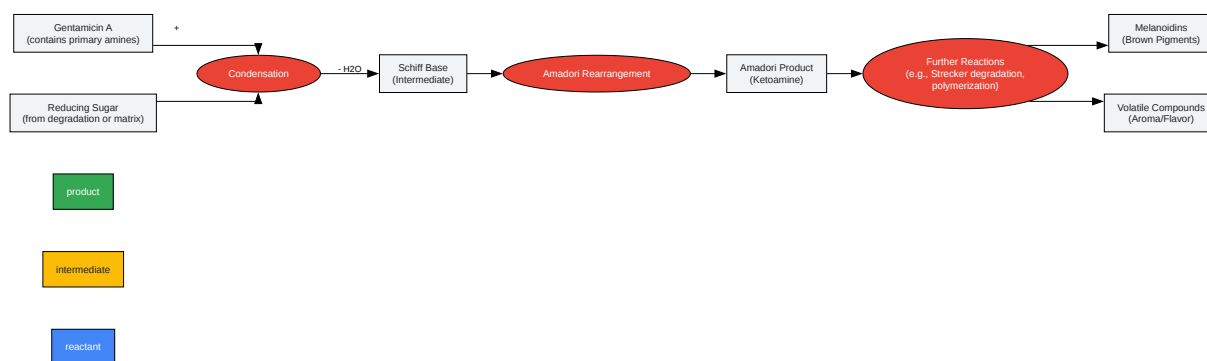 Gentamicin A
(contains primary amines)
+
Reducing Sugar
(from degradation or matrix)
Condensation
- H2O
Schiff Base
(Intermediate)
Amadori Rearrangement
Amadori Product
(Ketoamine)
Further Reactions
(e.g., Strecker degradation,
polymerization)
Melanoidins
(Brown Pigments)
Volatile Compounds
(Aroma/Flavor)
product
intermediate
reactant